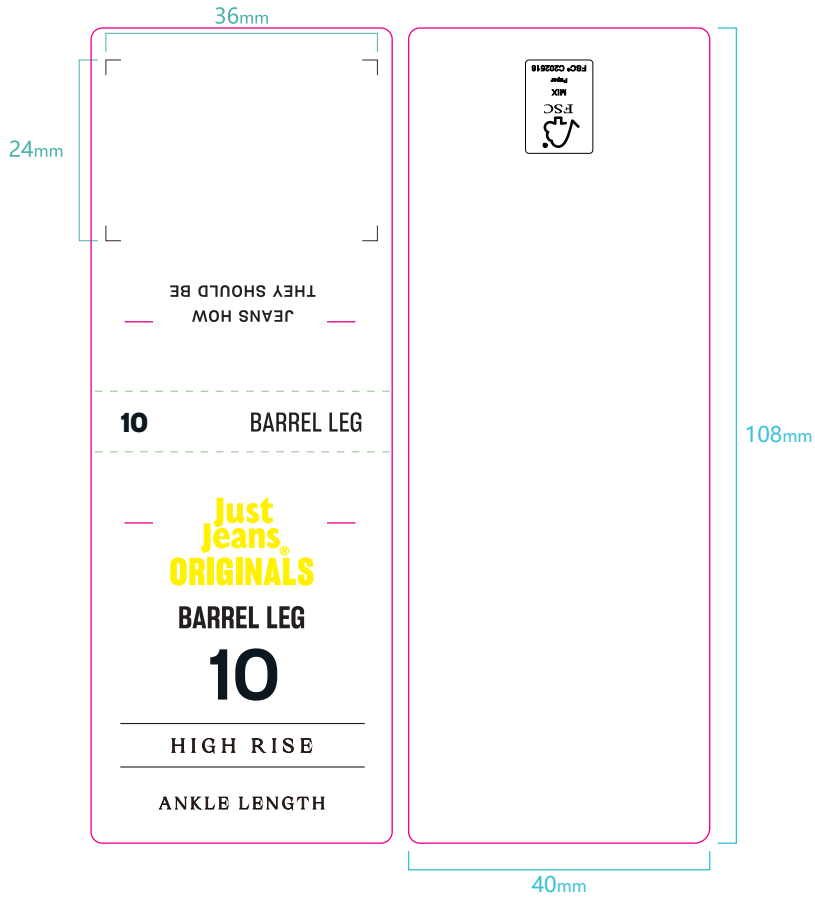 36mm
24mm
FSC® C202516
Paper
MIX
FSC
THEY SHOULD BE
JEANS HOW
10 BARREL LEG
108mm
Just
Jeans®
ORIGINALS
BARREL LEG
10
HIGH RISE
ANKLE LENGTH
40mm